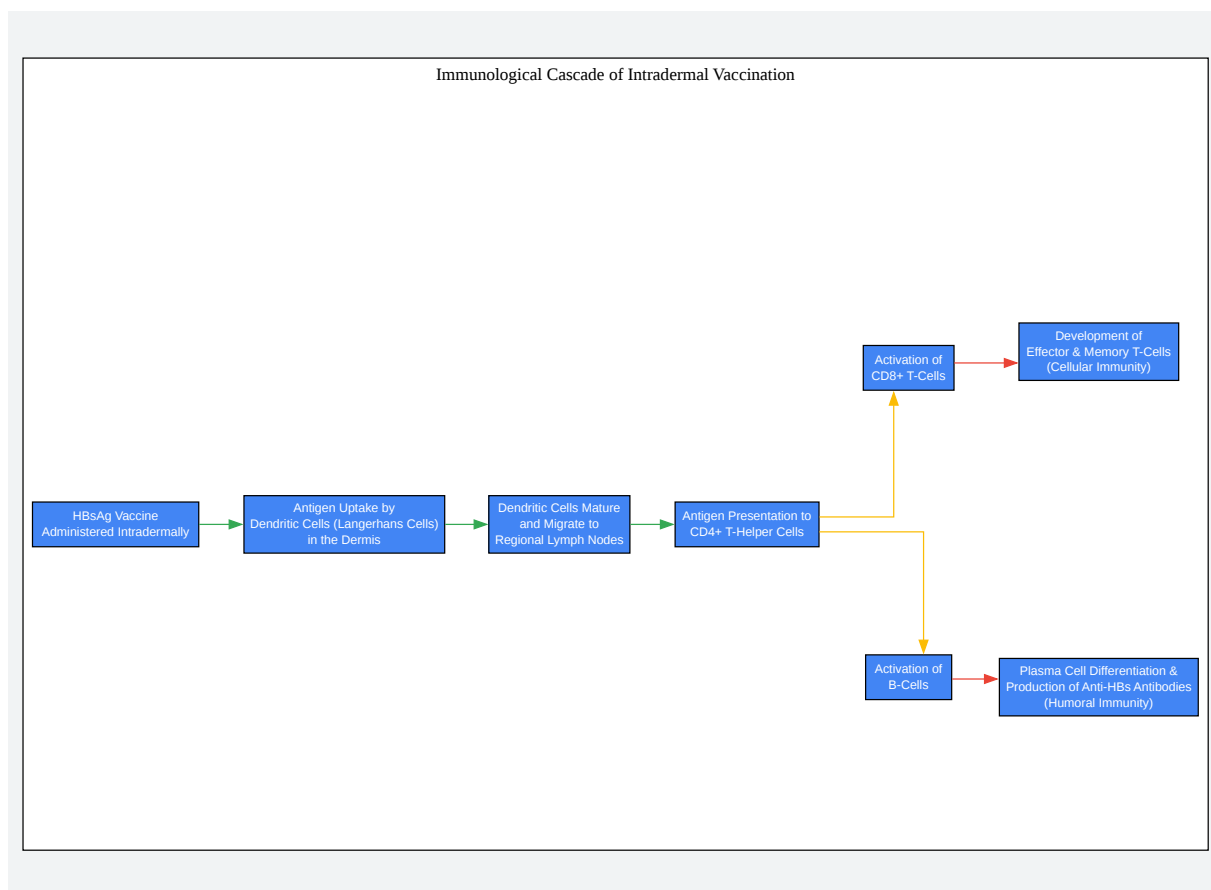 Immunological Cascade of Intradermal Vaccination
HBsAg Vaccine
Administered Intradermally
Antigen Uptake by
Dendritic Cells (Langerhans Cells)
in the Dermis
Dendritic Cells Mature
and Migrate to
Regional Lymph Nodes
Antigen Presentation to
CD4+ T-Helper Cells
Activation of
CD8+ T-Cells
Development of
Effector & Memory T-Cells
(Cellular Immunity)
Activation of
B-Cells
Plasma Cell Differentiation &
Production of Anti-HBs Antibodies
(Humoral Immunity)